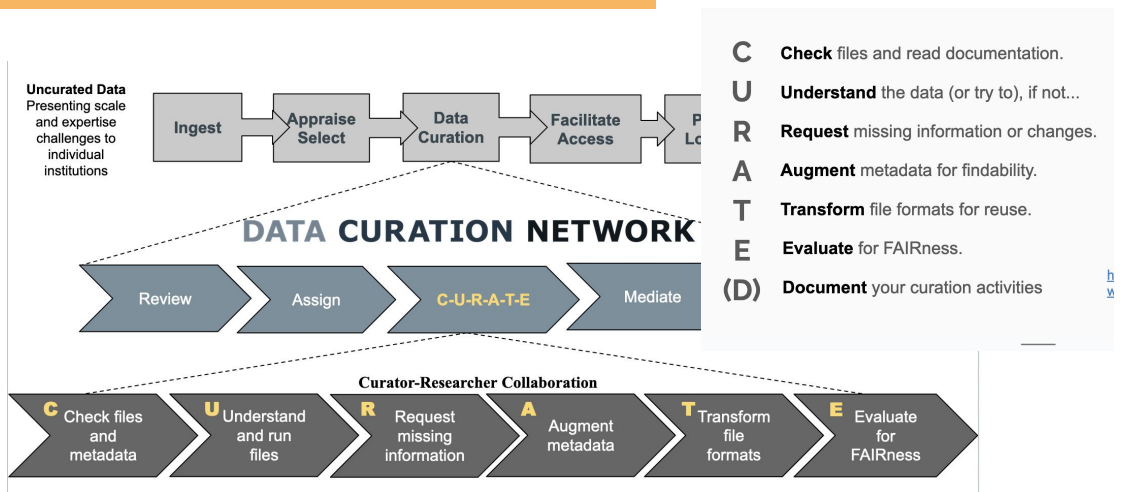 Uncurated Data
Presenting scale
and expertise
challenges to
individual
institutions
Ingest
Appraise
Select
Data
Curation
Facilitate
Access
DATA CURATION NETWORK
Review
Assign
C-U-R-A-T-E
Mediate
C Check files and read documentation.
U Understand the data (or try to), if not...
R Request missing information or changes.
A Augment metadata for findability.
T Transform file formats for reuse.
E Evaluate for FAIRness.
(D) Document your curation activities
Curator-Researcher Collaboration
C Check files
and
metadata
U Understand
and run
files
R Request
missing
information
A Augment
metadata
T Transform
file
formats
E Evaluate
for
FAIRness